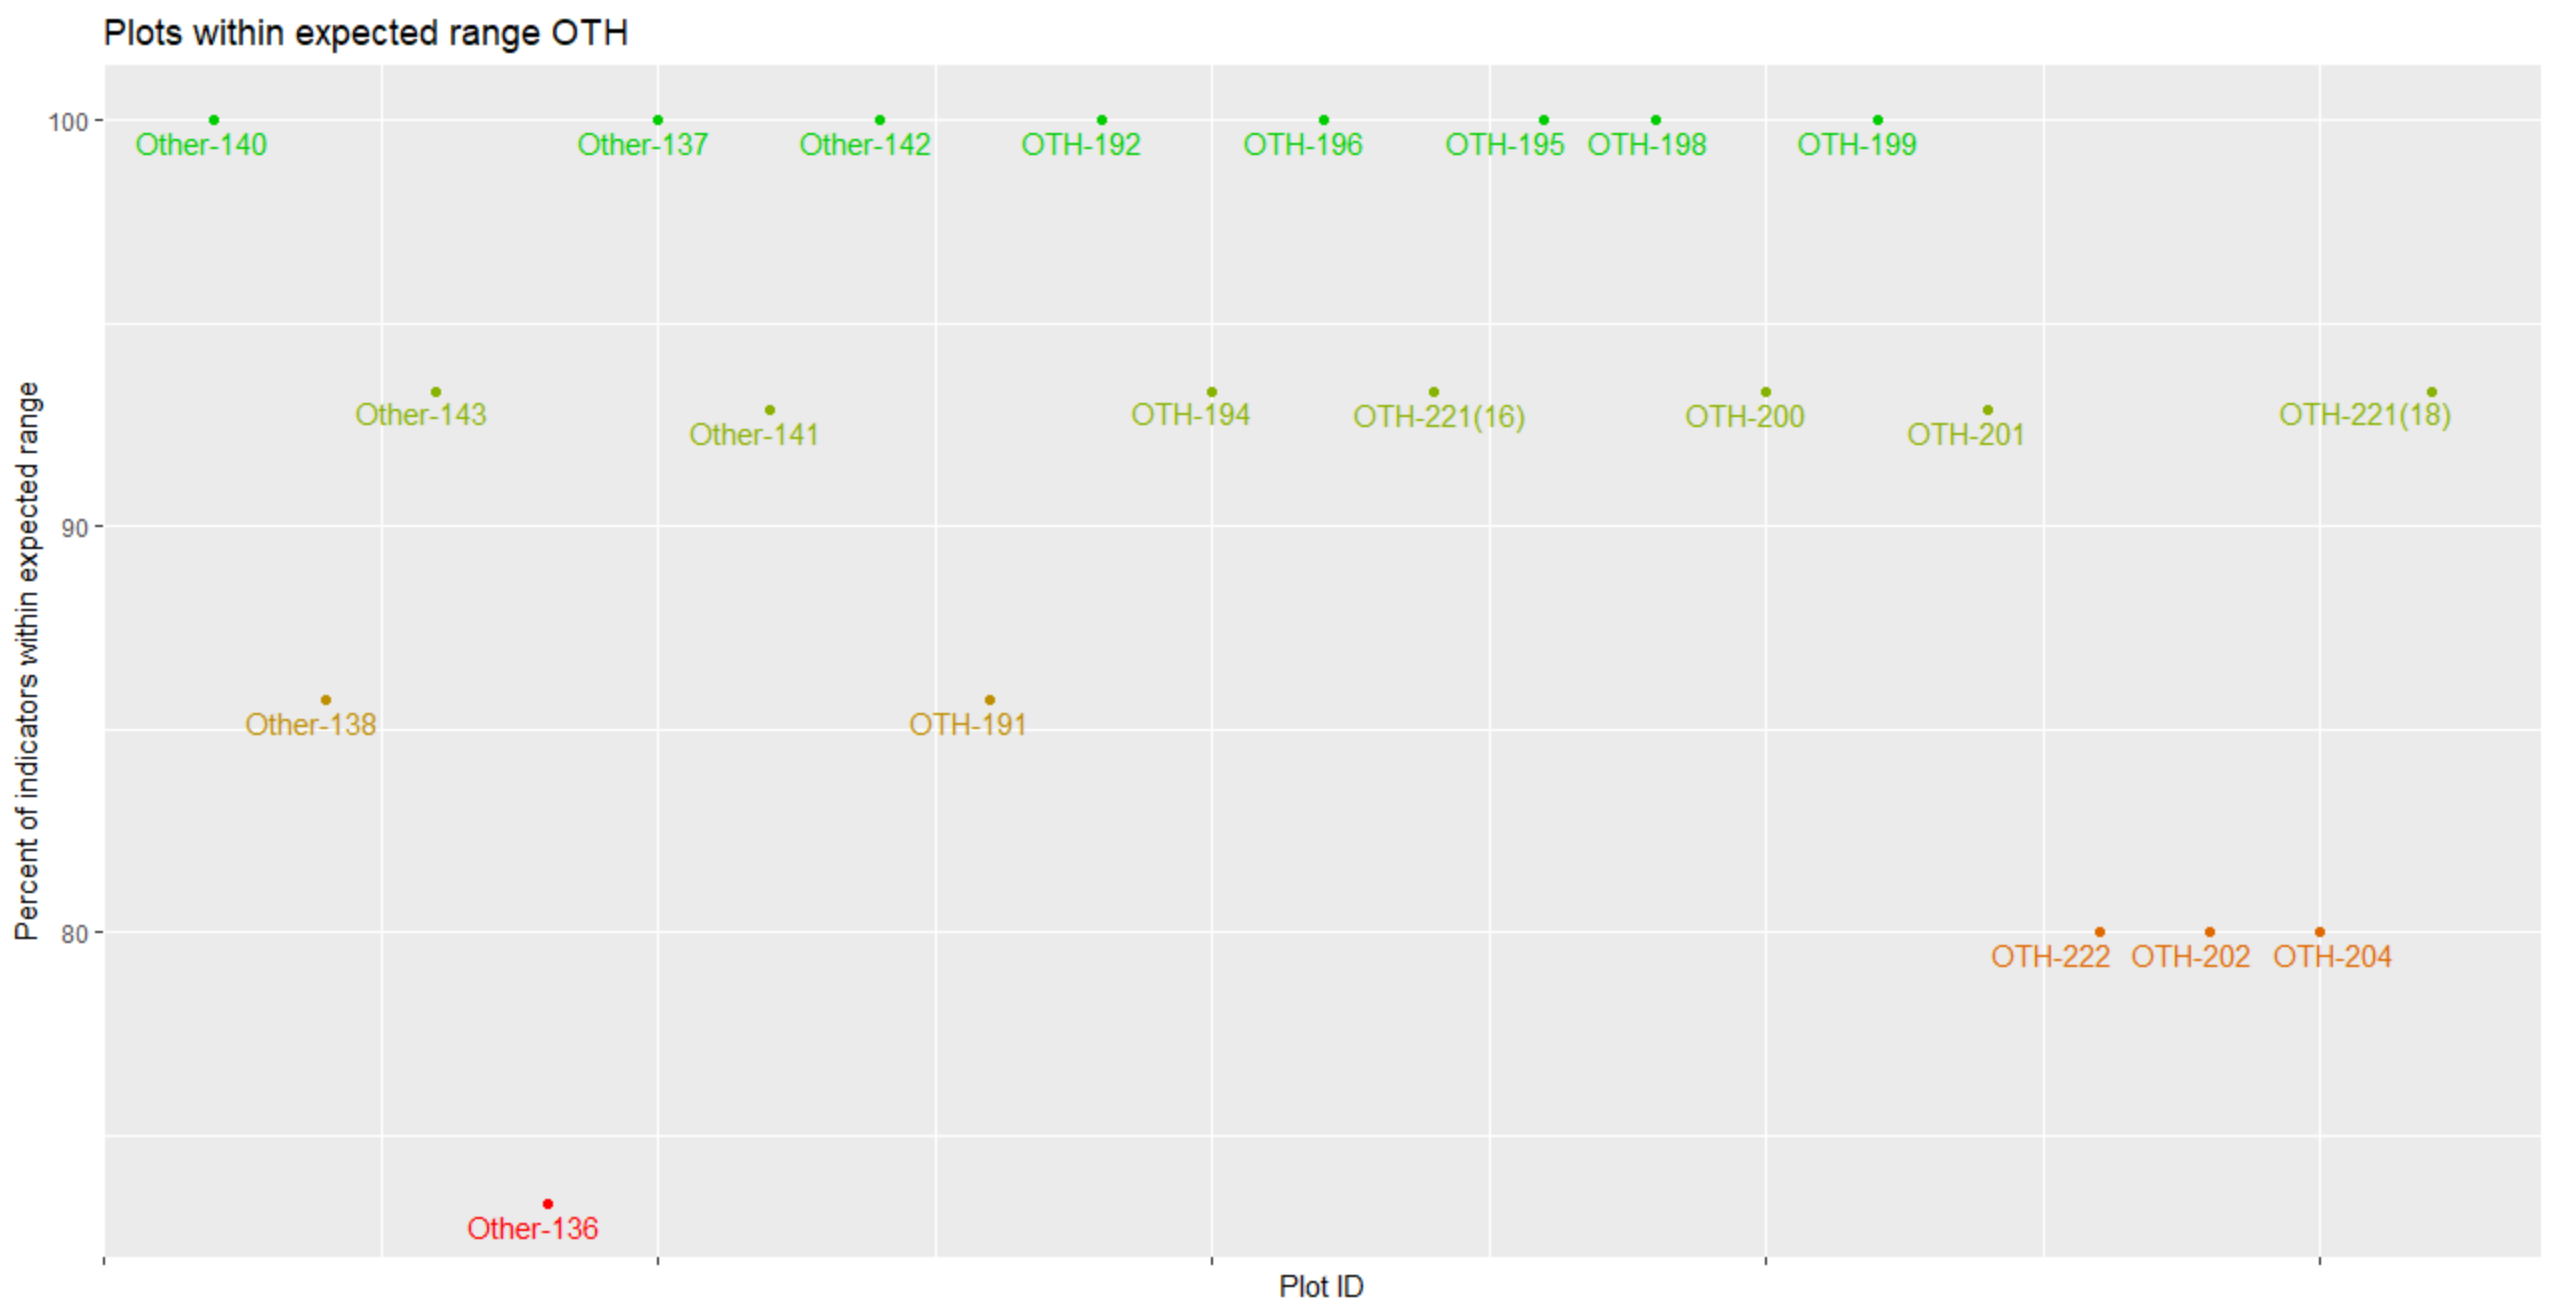 Plots within expected range OTH
100
Other-140 Other-137 Other-142 OTH-192 OTH-196 OTH-195 OTH-198 OTH-199
Other-143 OTH-194 OTH-221(16) OTH-200 OTH-221(18)
Other-141 OTH-201
90
Percent of indicators within expected range
Other-138 OTH-191
80
OTH-222 OTH-202 OTH-204
Other-136
Plot ID